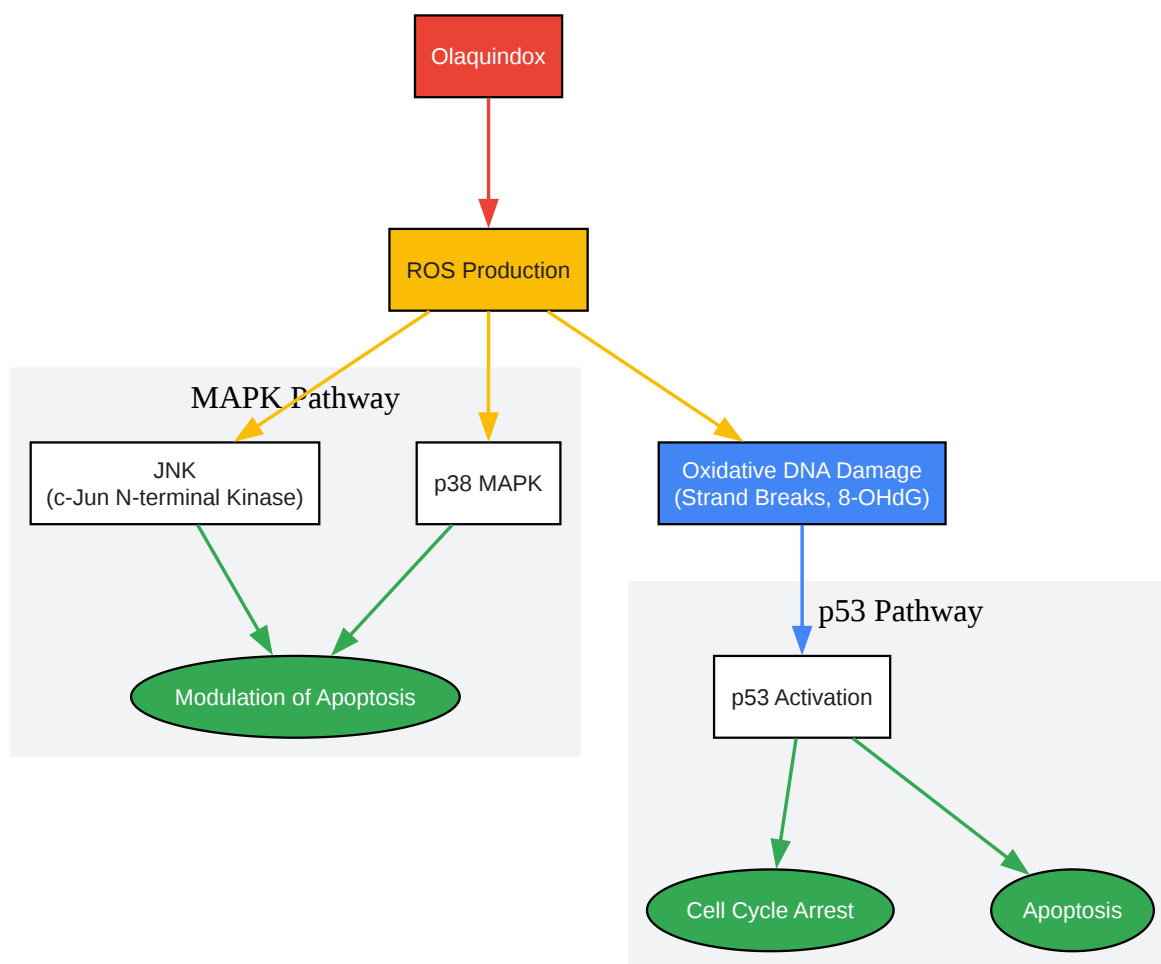 Olaquindox
ROS Production
MAPK Pathway
JNK
(c-Jun N-terminal Kinase)
p38 MAPK
Oxidative DNA Damage
(Strand Breaks, 8-OHdG)
p53 Pathway
Modulation of Apoptosis
p53 Activation
Cell Cycle Arrest
Apoptosis